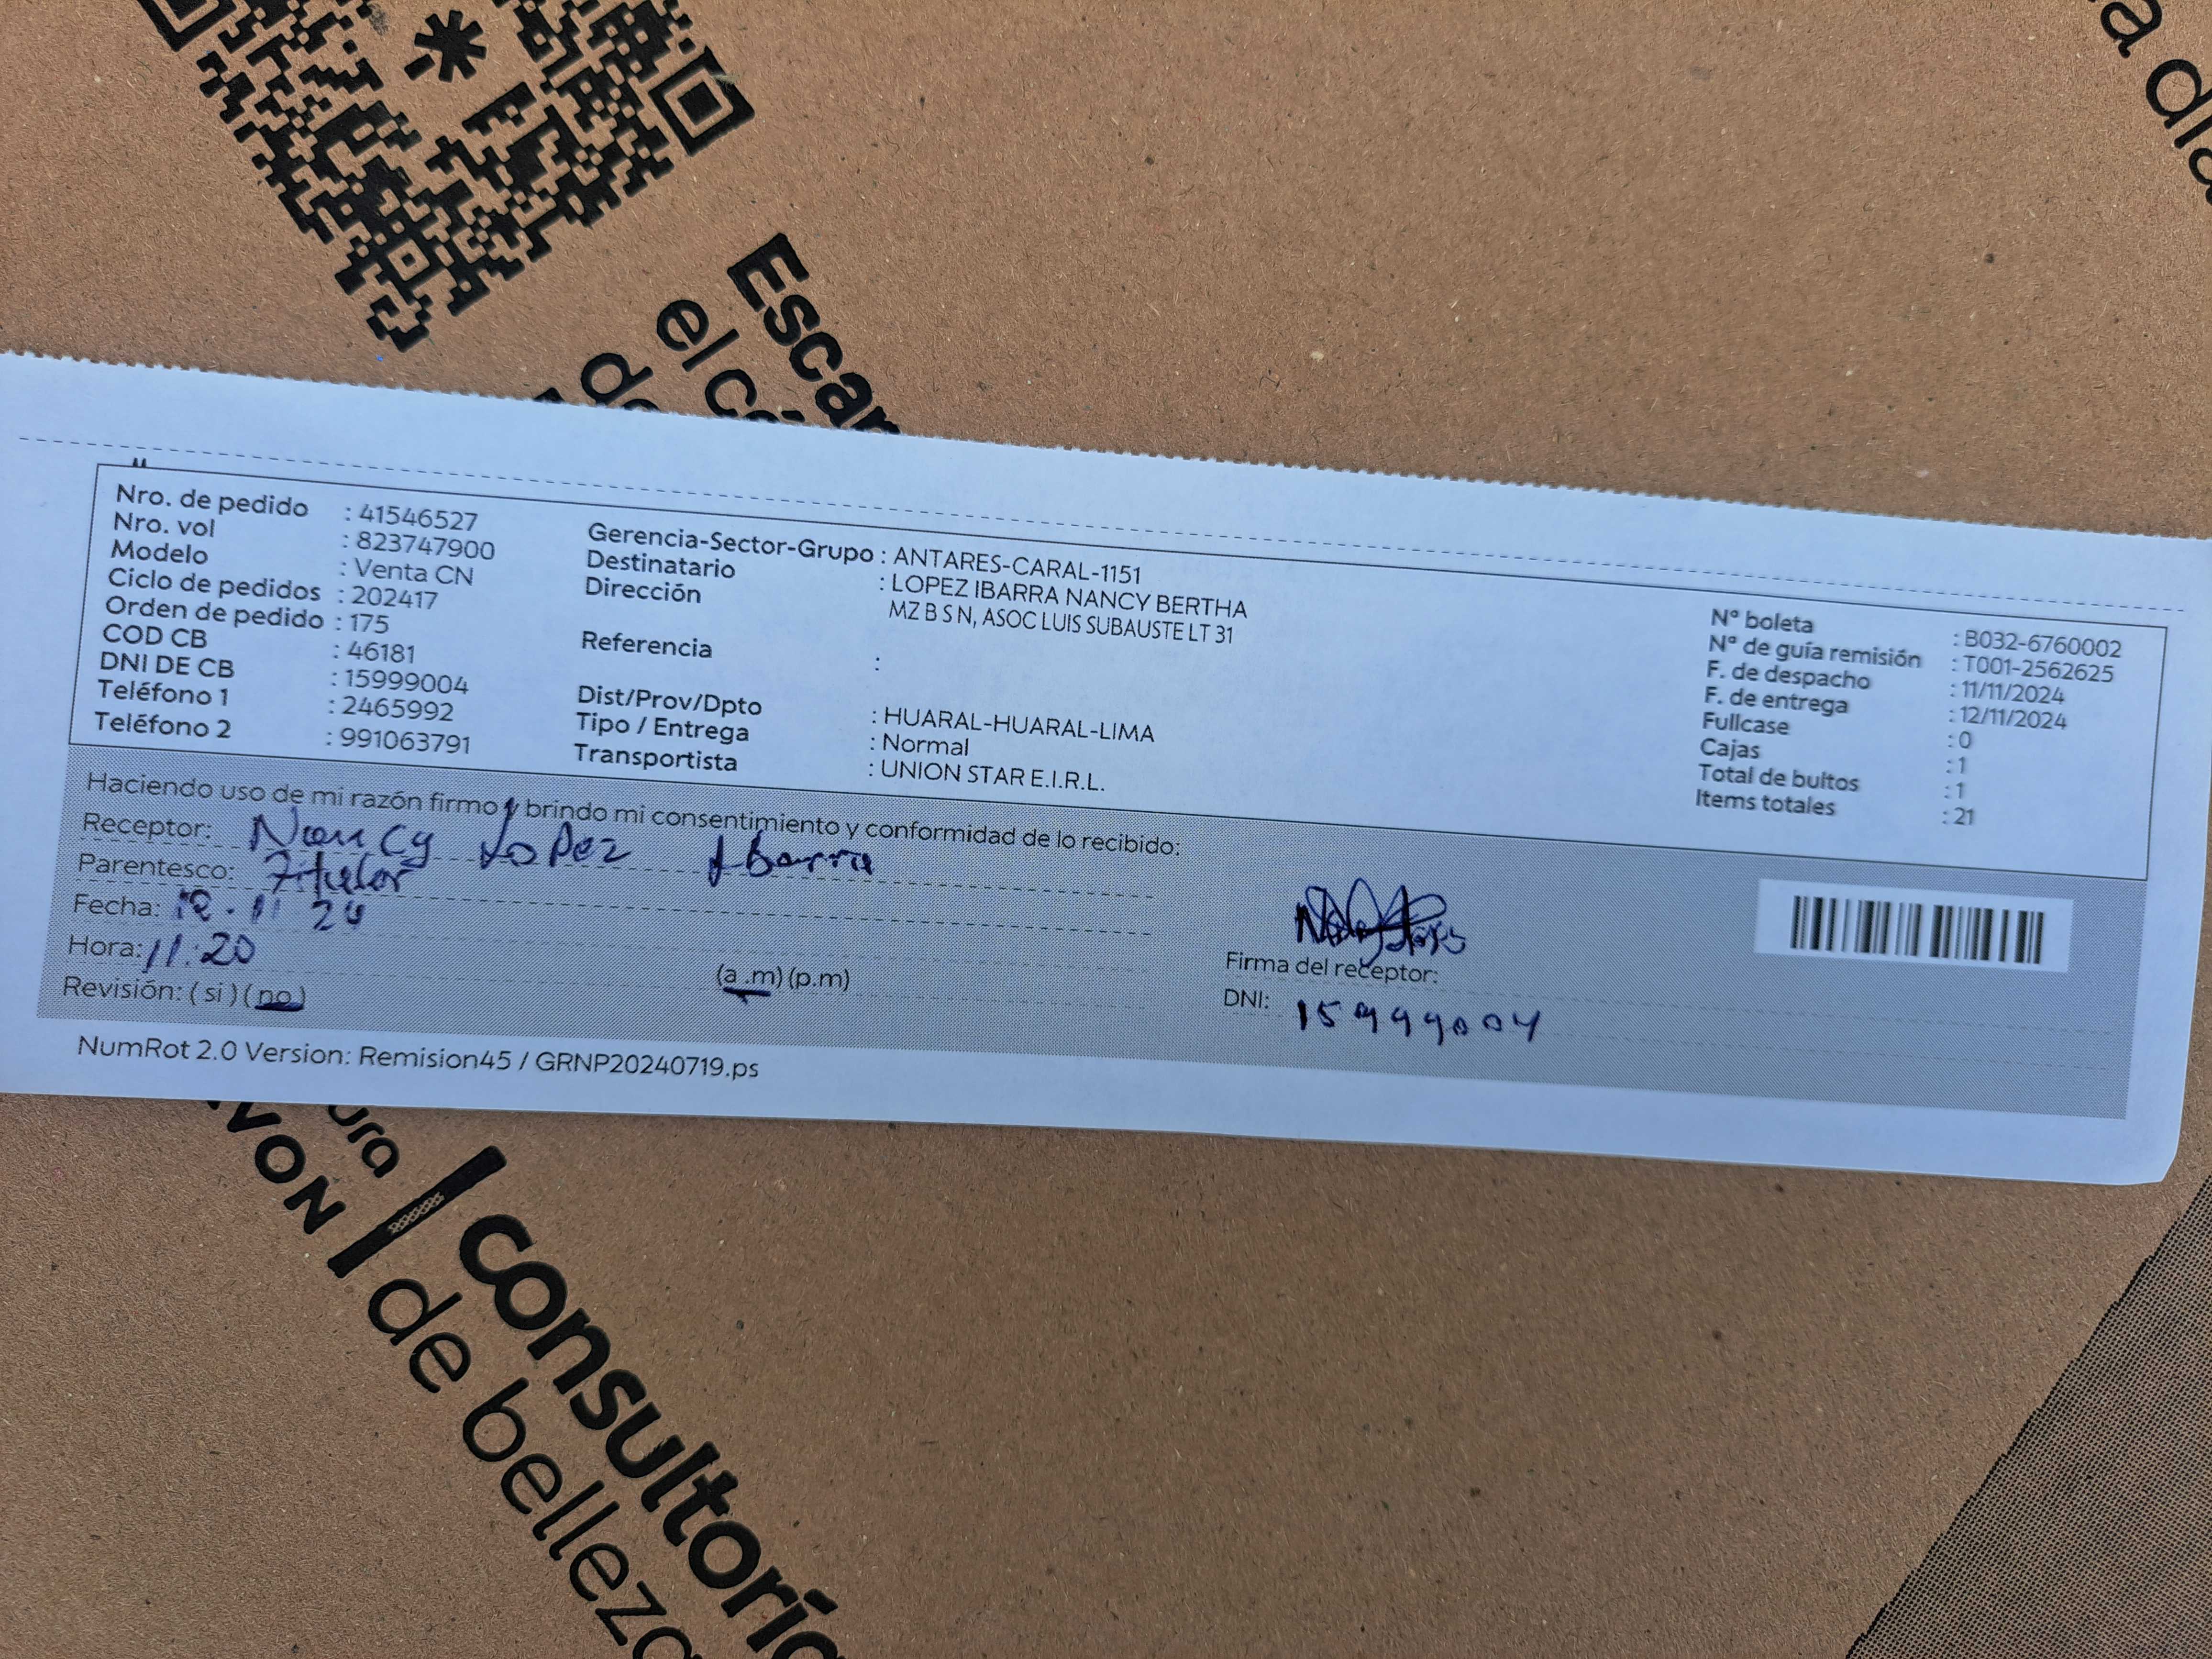 a día
Escan
el có
de
Nro. de pedido : 41546527
Nro. vol : 823747900
Modelo : Venta CN
Ciclo de pedidos : 202417
Orden de pedido : 175
COD CB : 46181
DNI DE CB : 15999004
Teléfono 1 : 2465992
Teléfono 2 : 991063791
Gerencia-Sector-Grupo : ANTARES-CARAL-1151
Destinatario : LOPEZ IBARRA NANCY BERTHA
Dirección MZ B S N, ASOC LUIS SUBAUSTE LT 31
Referencia :
Dist/Prov/Dpto : HUARAL-HUARAL-LIMA
Tipo / Entrega : Normal
Transportista : UNION STAR E.I.R.L.
N° boleta : B032-6760002
N° de guía remisión : T001-2562625
F. de despacho : 11/11/2024
F. de entrega : 12/11/2024
Fullcase : 0
Cajas : 1
Total de bultos : 1
Items totales : 21
Haciendo uso de mi razón firmo y brindo mi consentimiento y conformidad de lo recibido:
Receptor: Nancy Lopez Ibarra
Parentesco: Titular
Fecha: 12.11 24
Hora: 11:20 (a .m) (p.m)
Revisión: ( si ) ( no )
Firma del receptor:
DNI: 15999004
NumRot 2.0 Version: Remision45 / GRNP20240719.ps
ura
AVON
consultoría
de belleza